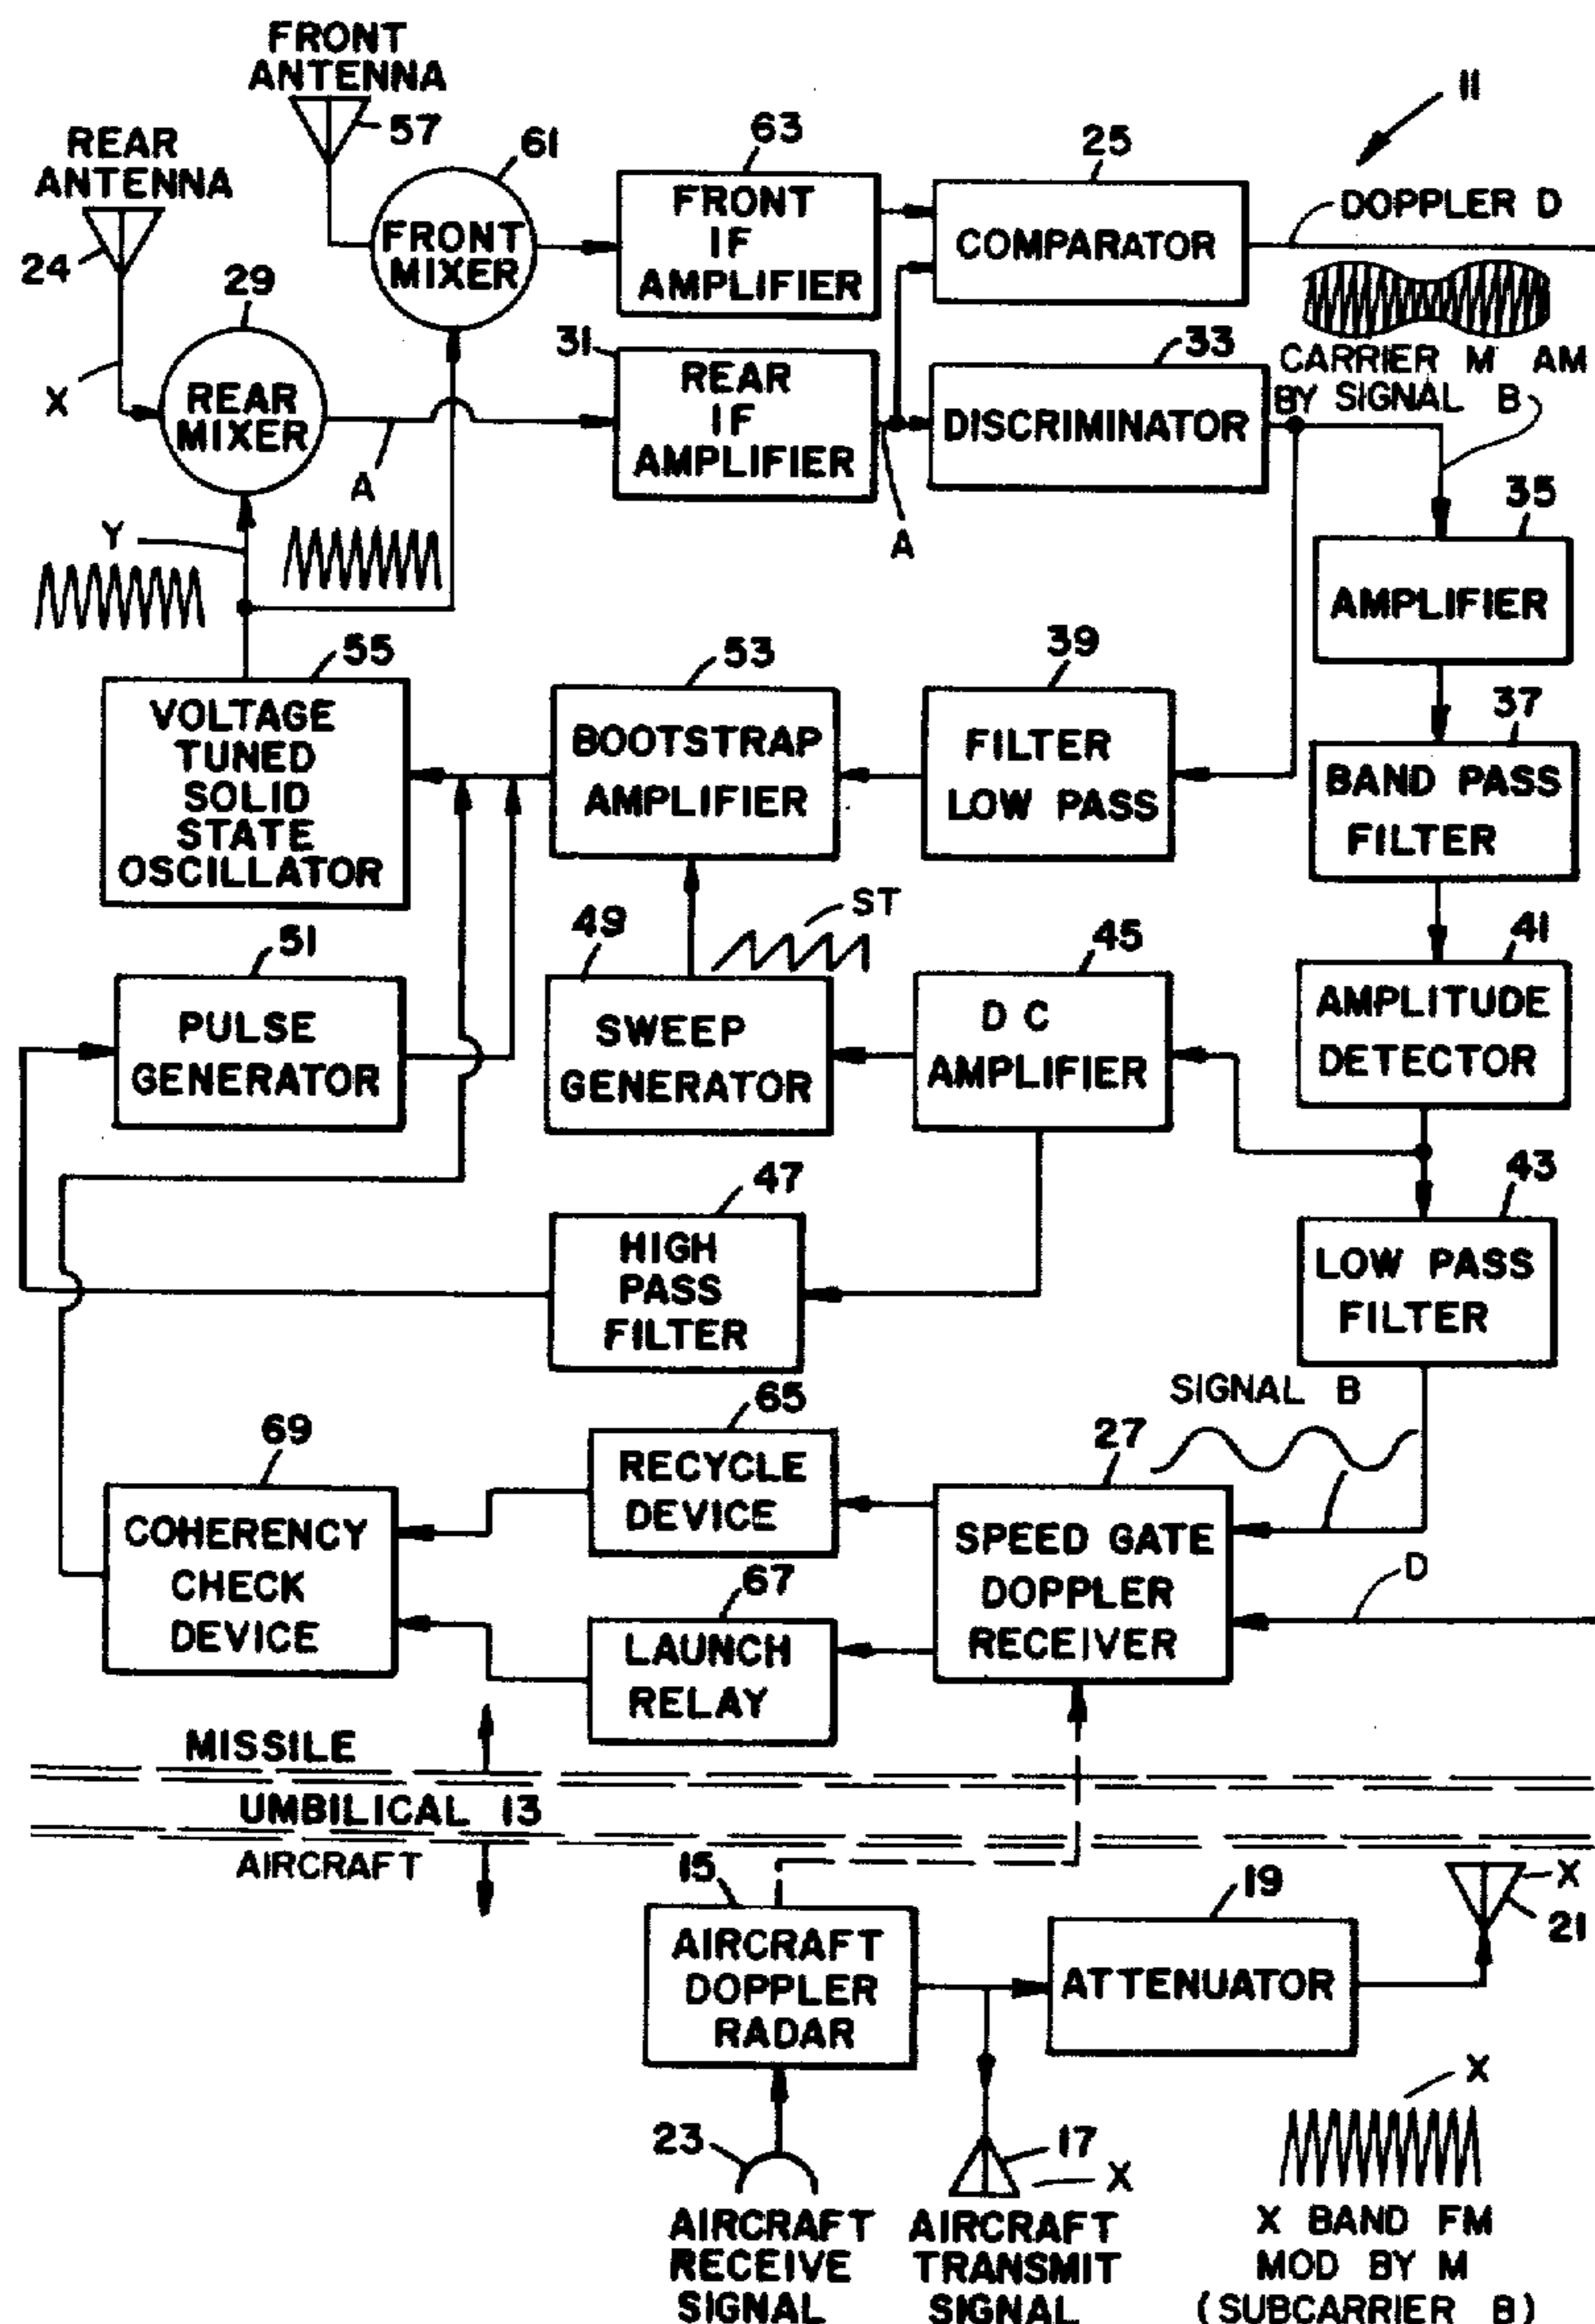 FRONT
ANTENNA
57
61
REAR
ANTENNA
24
29
X
REAR
MIXER
FRONT
MIXER
63
FRONT
IF
AMPLIFIER
25
COMPARATOR
11
DOPPLER D
CARRIER M AM
BY SIGNAL B
31
REAR
IF
AMPLIFIER
33
DISCRIMINATOR
A
A
Y
35
AMPLIFIER
55
VOLTAGE
TUNED
SOLID
STATE
OSCILLATOR
53
BOOTSTRAP
AMPLIFIER
39
FILTER
LOW PASS
37
BAND PASS
FILTER
51
PULSE
GENERATOR
49
ST
SWEEP
GENERATOR
45
D C
AMPLIFIER
41
AMPLITUDE
DETECTOR
47
HIGH
PASS
FILTER
43
LOW PASS
FILTER
SIGNAL B
69
COHERENCY
CHECK
DEVICE
65
RECYCLE
DEVICE
67
LAUNCH
RELAY
27
SPEED GATE
DOPPLER
RECEIVER
D
MISSILE
UMBILICAL 13
AIRCRAFT
15
AIRCRAFT
DOPPLER
RADAR
19
ATTENUATOR
X
21
23
AIRCRAFT
RECEIVE
SIGNAL
17
X
AIRCRAFT
TRANSMIT
SIGNAL
X
X BAND FM
MOD BY M
(SUBCARRIER B)